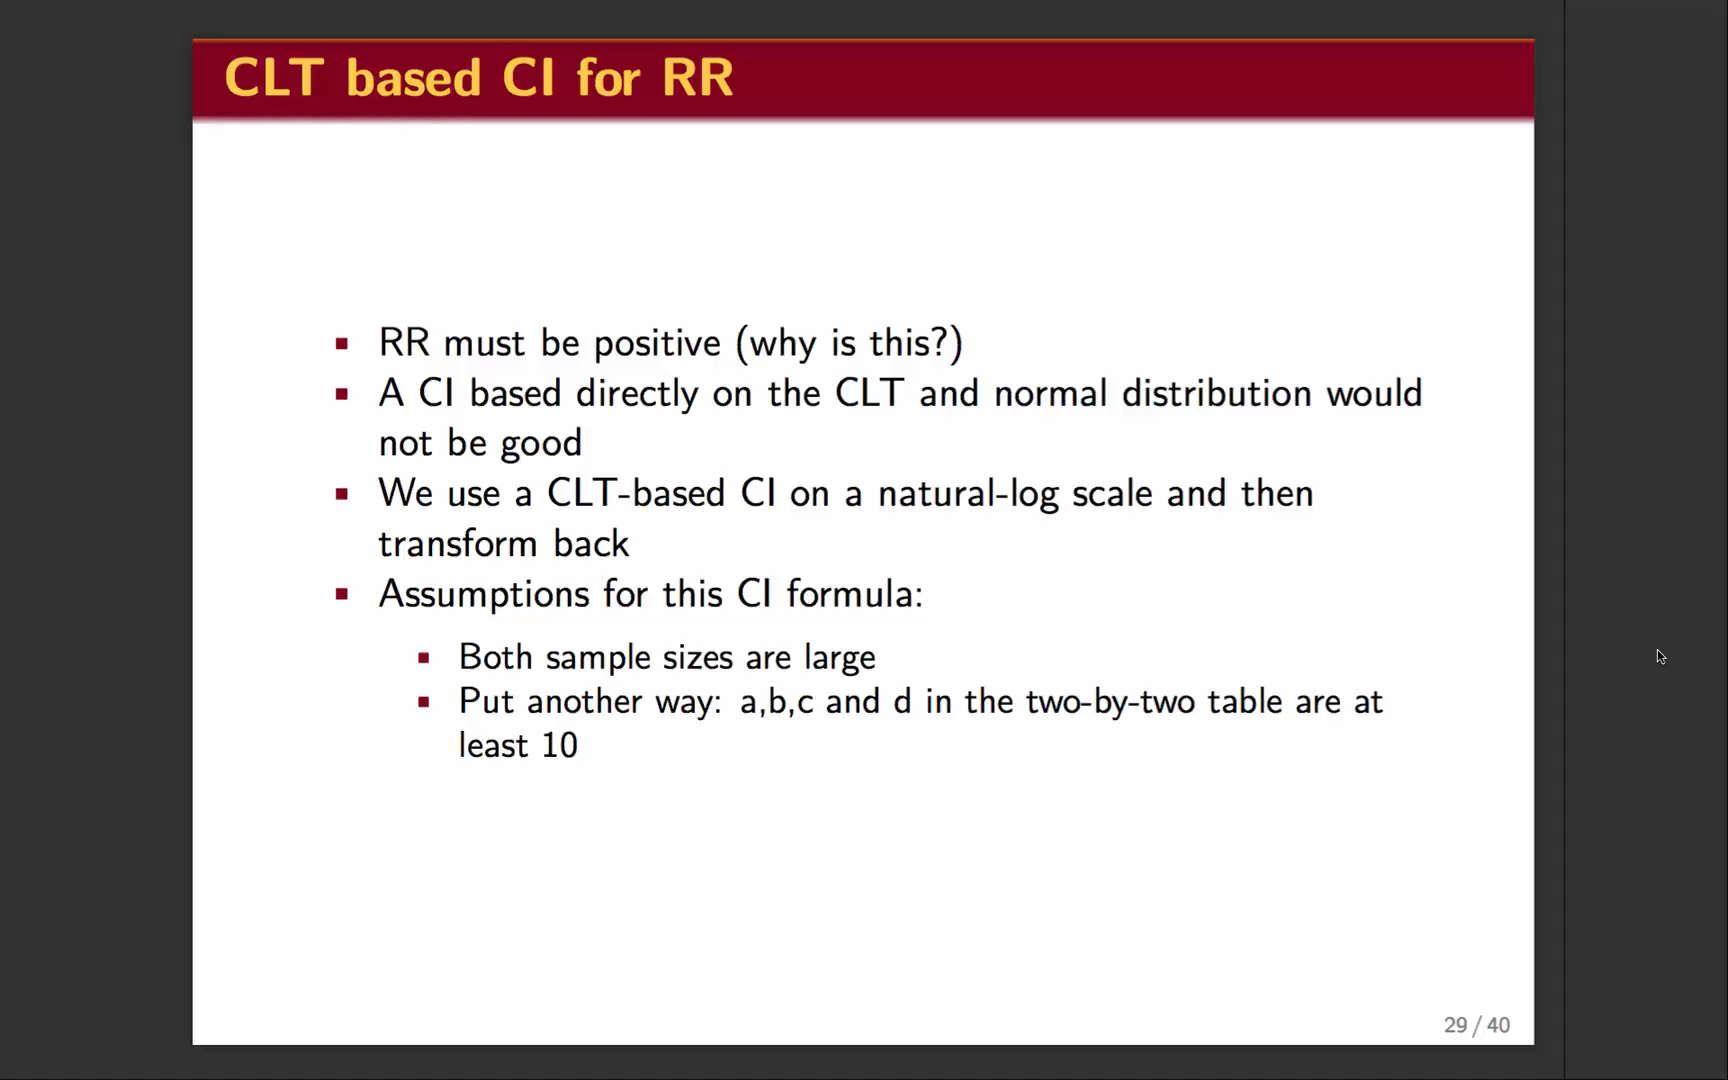 CLT based CI for RR
RR must be positive (why is this?)
A CI based directly on the CLT and normal distribution would
not be good
We use a CLT-based CI on a natural-log scale and then
transform back
Assumptions for this CI formula:
Both sample sizes are large
Put another way: a,b,c and d in the two-by-two table are at
least 10
29 / 40